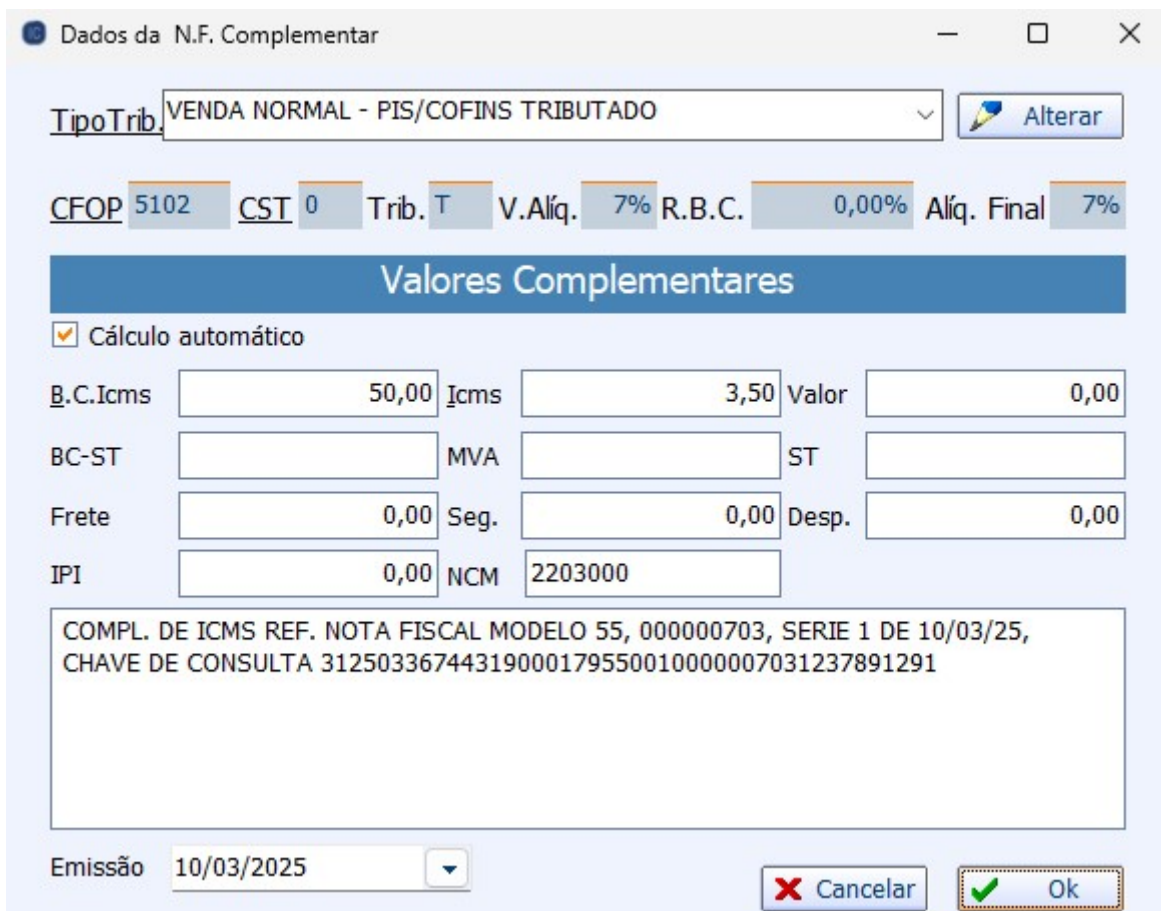 Dados da N.F. Complementar
TipoTrib. VENDA NORMAL - PIS/COFINS TRIBUTADO Alterar
CFOP 5102 CST 0 Trib. T V.Alíq. 7% R.B.C. 0,00% Alíq. Final 7%
Valores Complementares
Cálculo automático
B.C.Icms 50,00 Icms 3,50 Valor 0,00
BC-ST MVA ST
Frete 0,00 Seg. 0,00 Desp. 0,00
IPI 0,00 NCM 2203000
COMPL. DE ICMS REF. NOTA FISCAL MODELO 55, 000000703, SERIE 1 DE 10/03/25,
CHAVE DE CONSULTA 31250336744319000179550010000007031237891291
Emissão 10/03/2025 Cancelar Ok